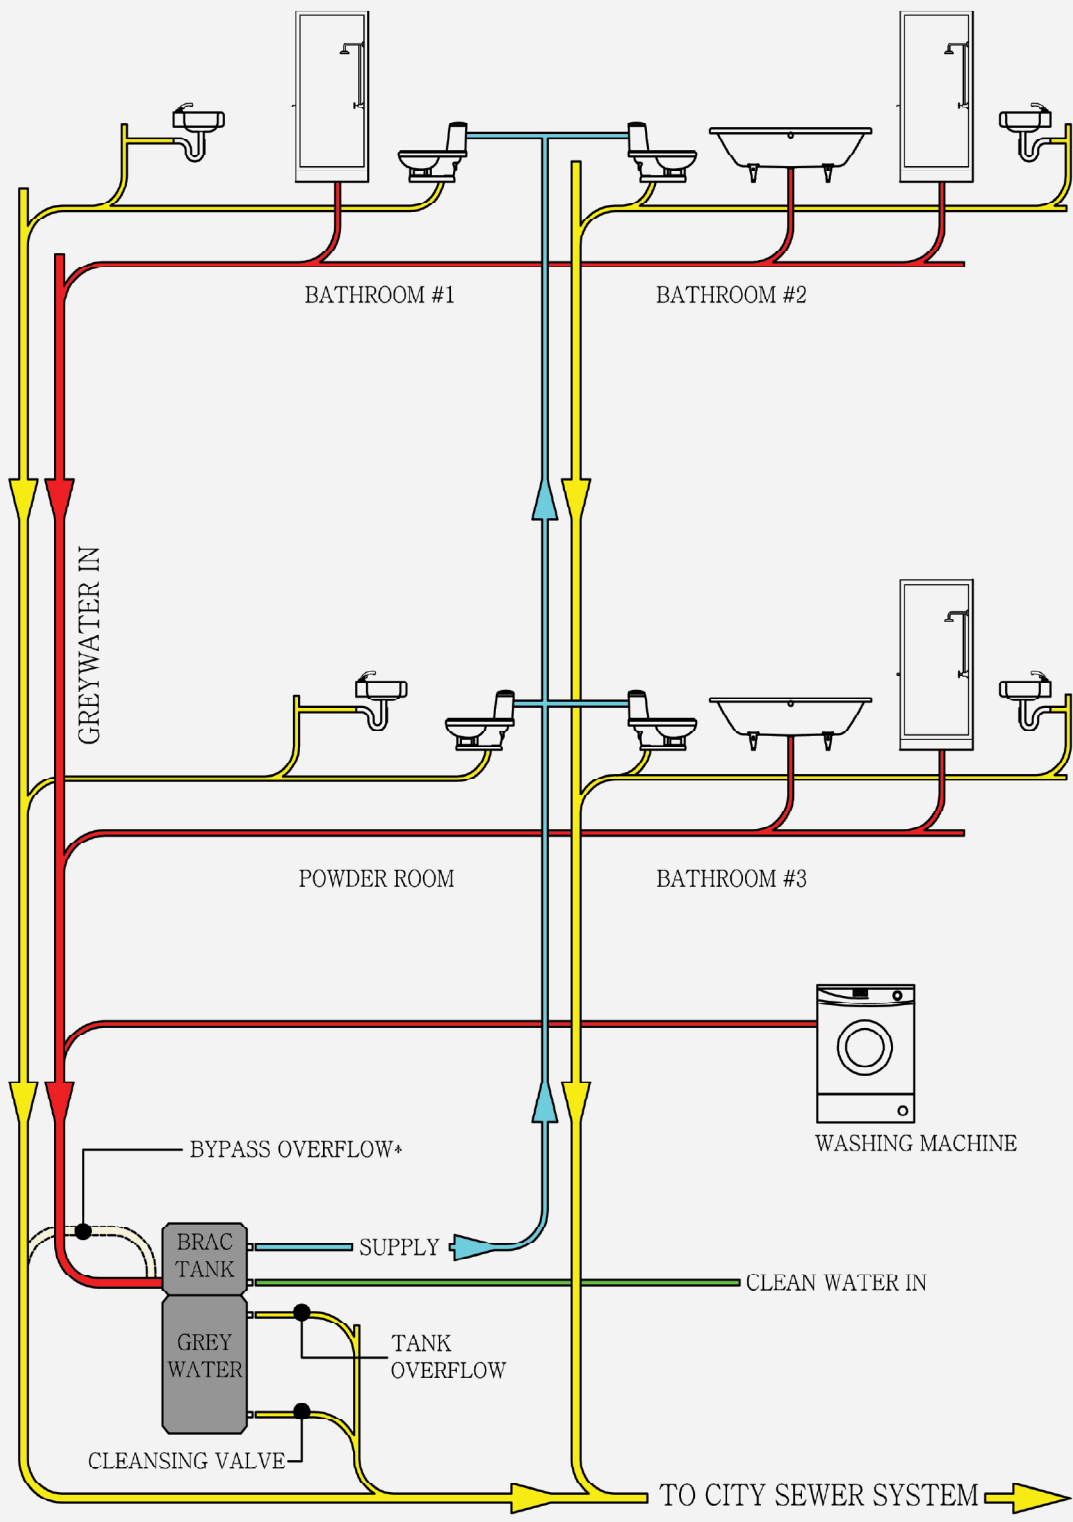 BATHROOM #1
BATHROOM #2
GREYWATER IN
POWDER ROOM
BATHROOM #3
WASHING MACHINE
BYPASS OVERFLOW*
BRAC
TANK
SUPPLY
CLEAN WATER IN
GREY
WATER
TANK
OVERFLOW
CLEANSING VALVE
TO CITY SEWER SYSTEM